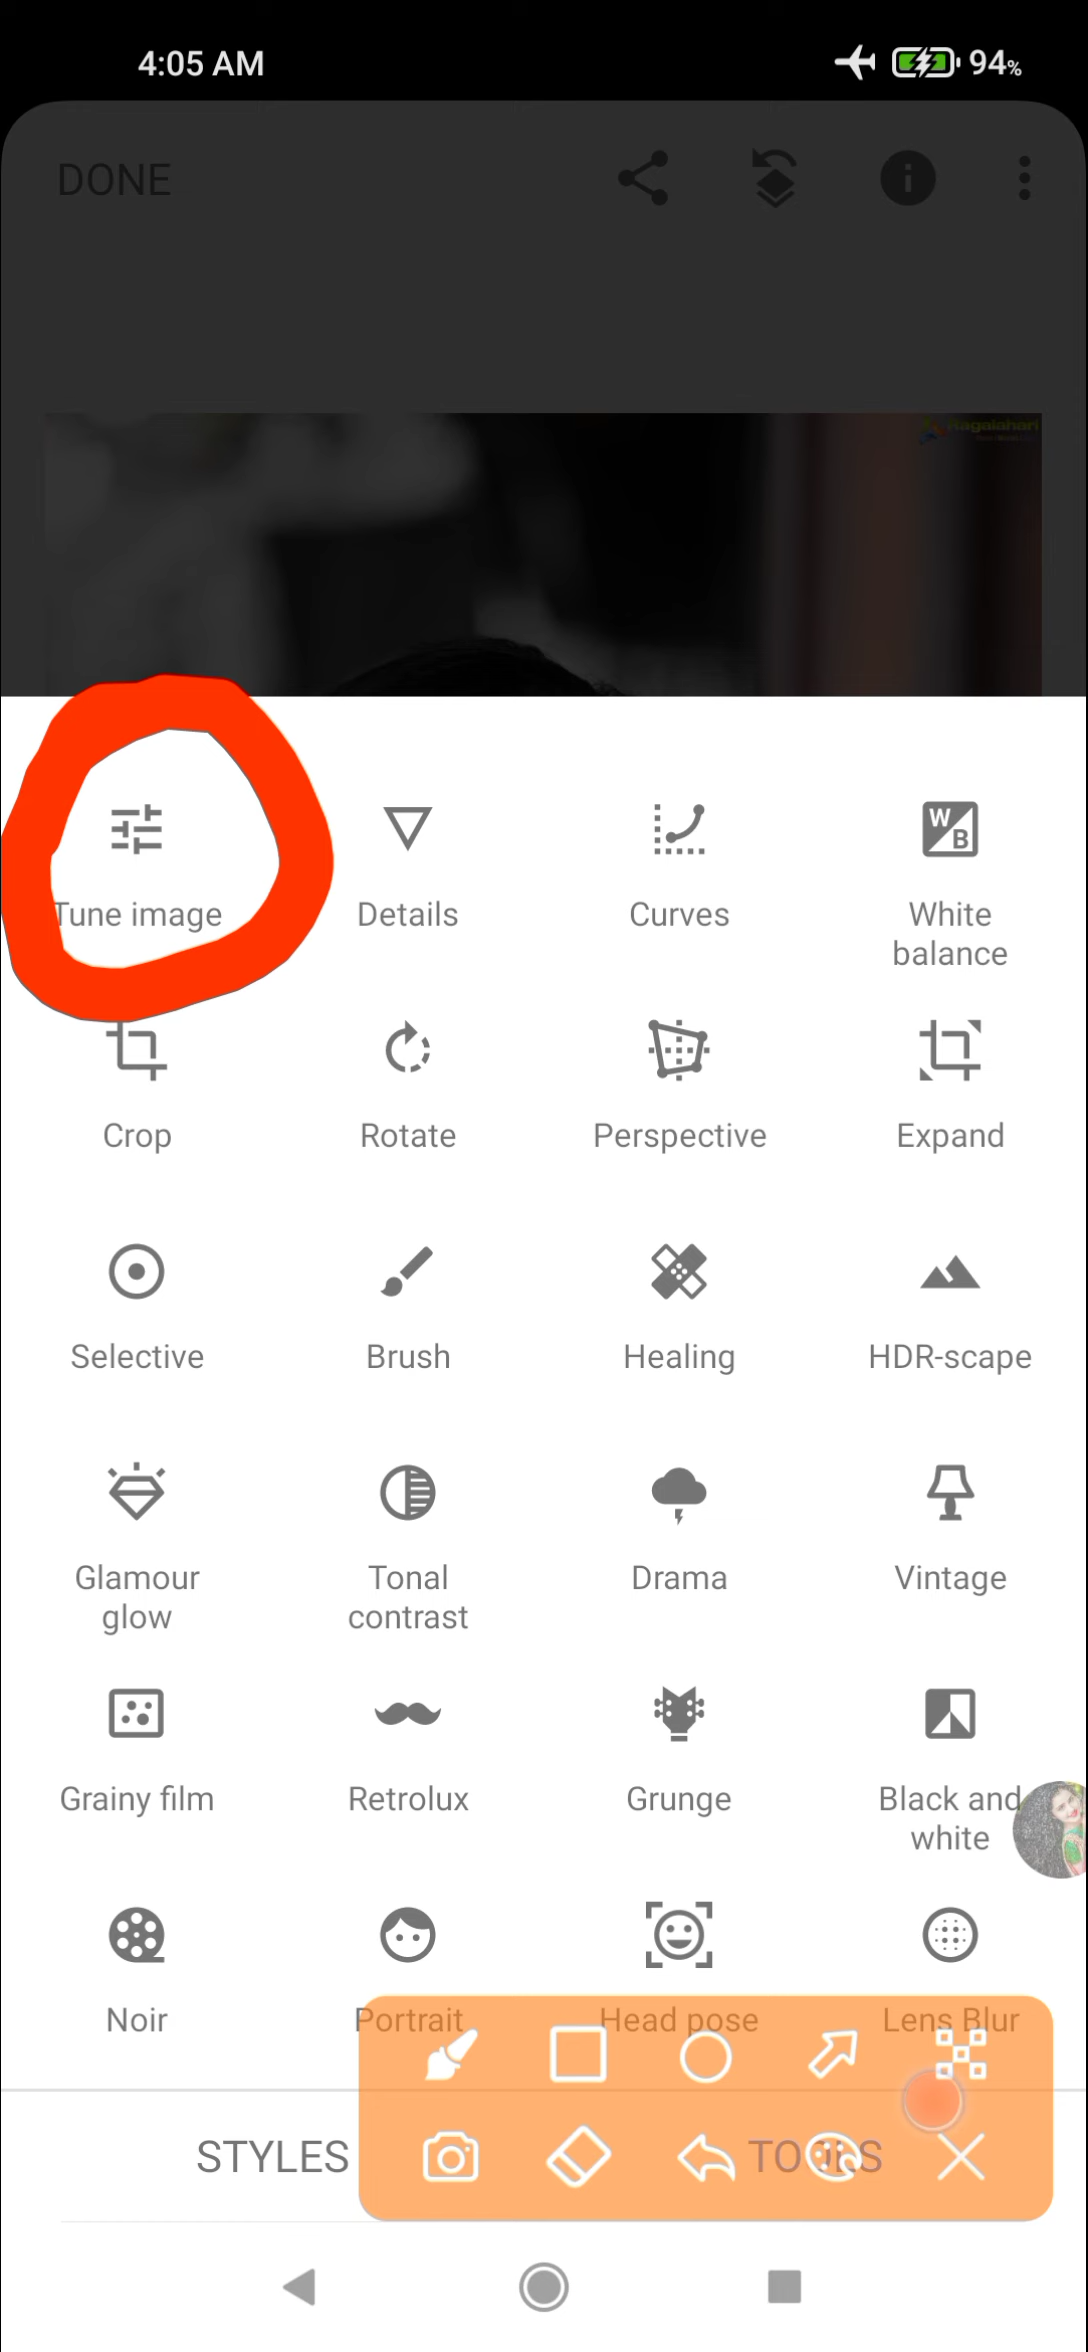 4:05 AM
94%
DONE
Ragalahari
Tune image
Details
Curves
White
balance
Crop
Rotate
Perspective
Expand
Selective
Brush
Healing
HDR-scape
Glamour
glow
Tonal
contrast
Drama
Vintage
Grainy film
Retrolux
Grunge
Black and
white
Noir
Portrait
Head pose
Lens Blur
STYLES
TOOLS